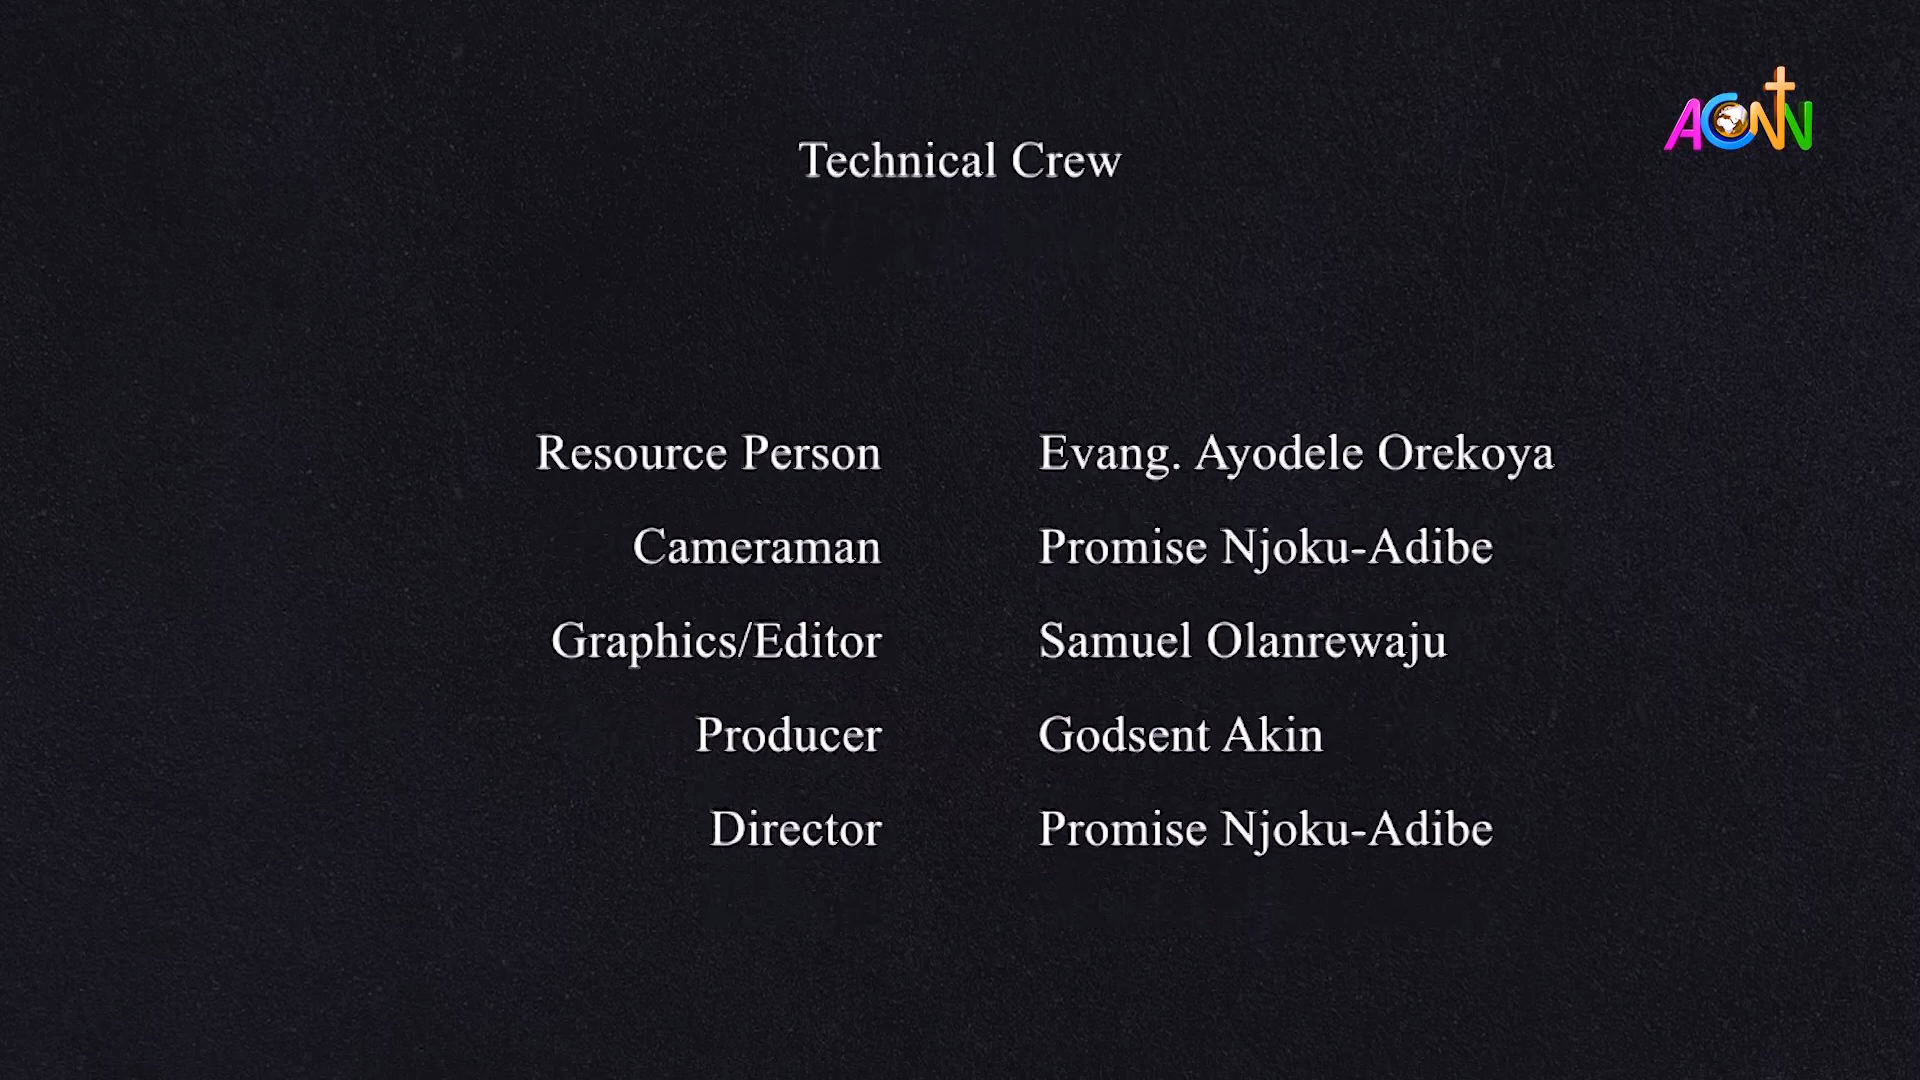 ACNN
Technical Crew
Resource Person Evang. Ayodele Orekoya
Cameraman Promise Njoku-Adibe
Graphics/Editor Samuel Olanrewaju
Producer Godsent Akin
Director Promise Njoku-Adibe